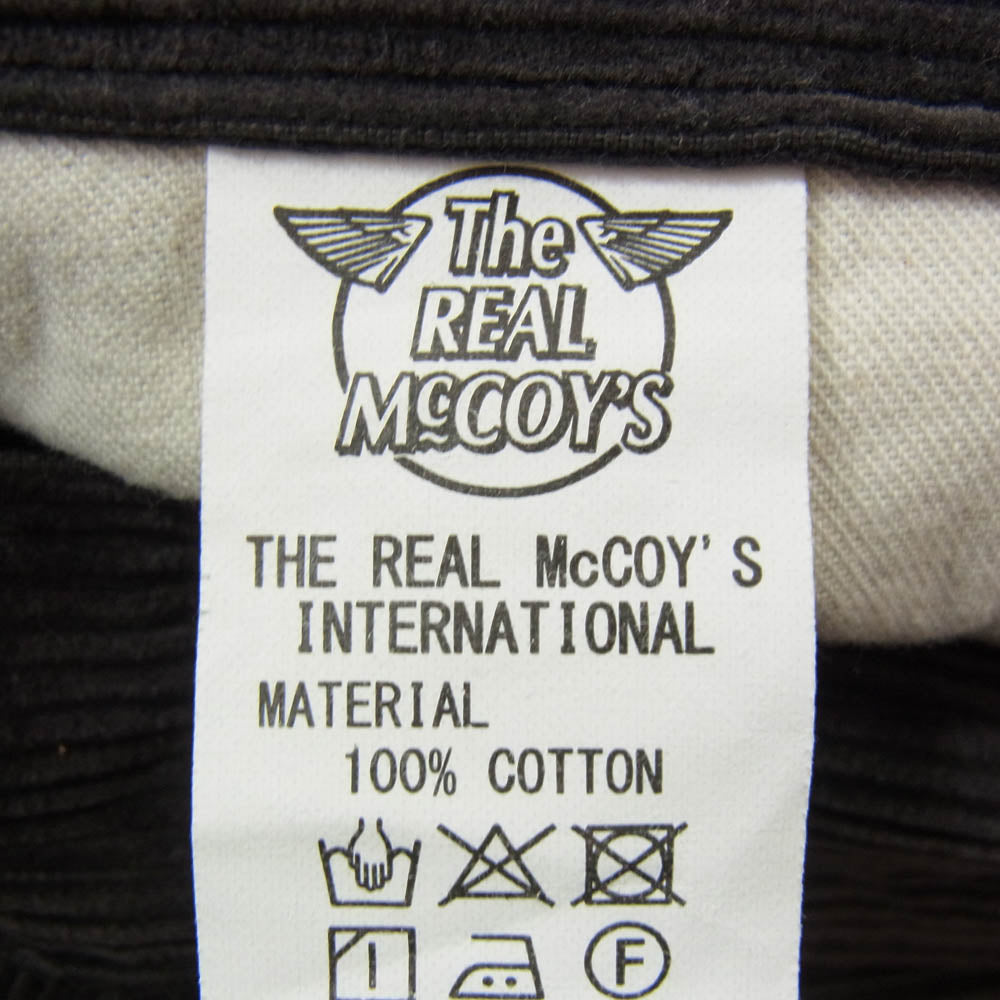 The
REAL
McCOY'S
THE REAL McCOY'S
INTERNATIONAL
MATERIAL
100% COTTON
F